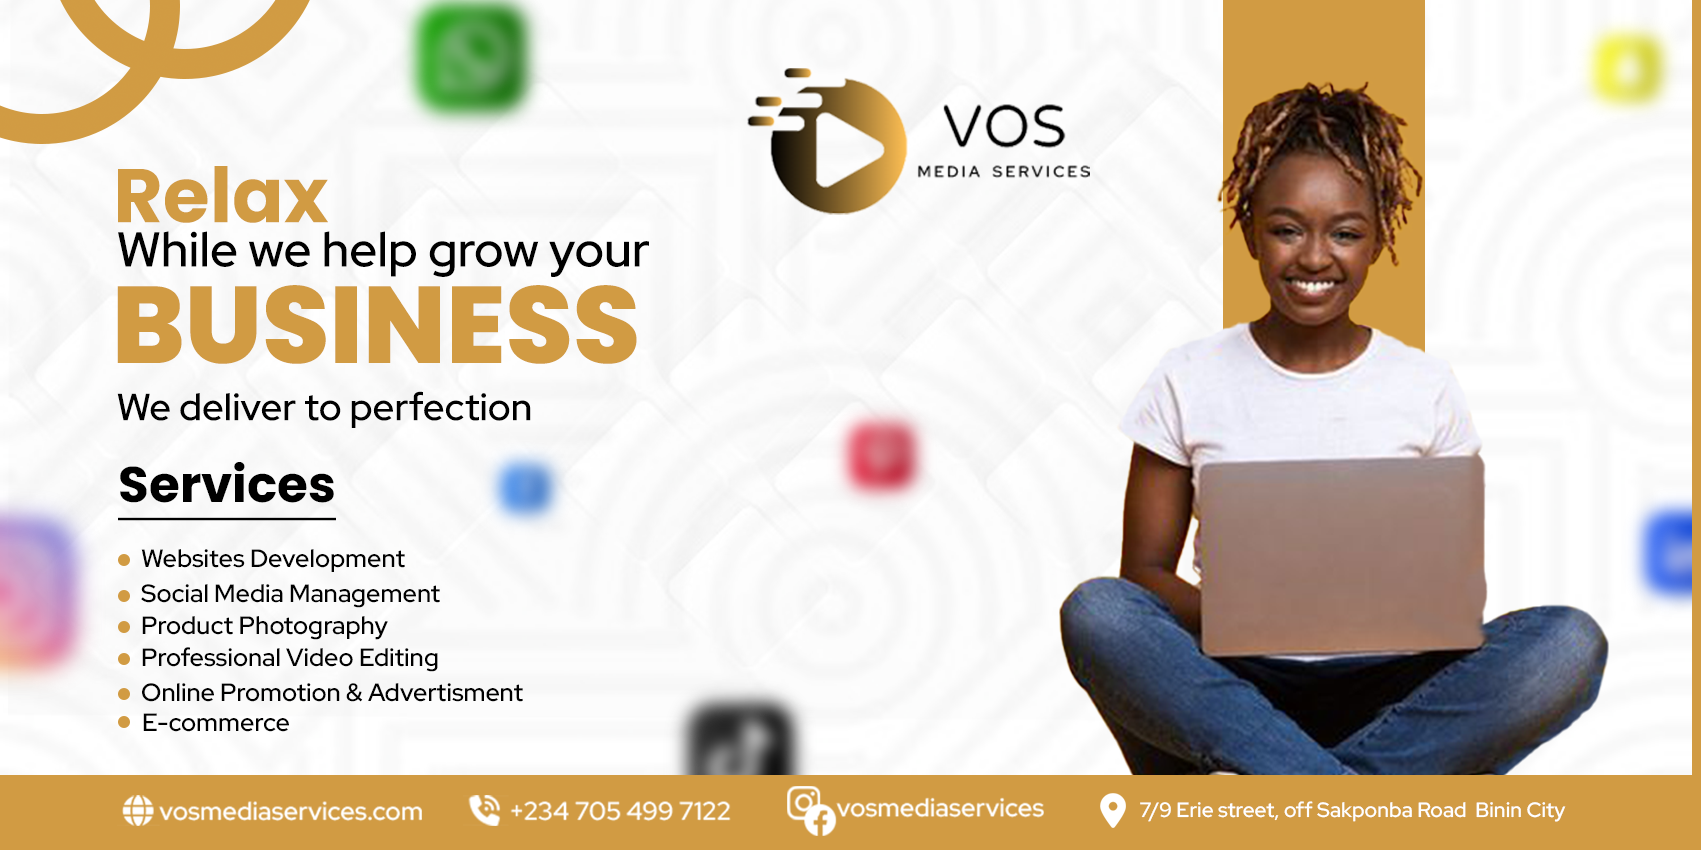 VOS
MEDIA SERVICES
Relax
While we help grow your
BUSINESS
We deliver to perfection
Services
Websites Development
Social Media Management
Product Photography
Professional Video Editing
Online Promotion & Advertisment
E-commerce
vosmediaservices.com
+234 705 499 7122
vosmediaservices
7/9 Erie street, off Sakponba Road Binin City